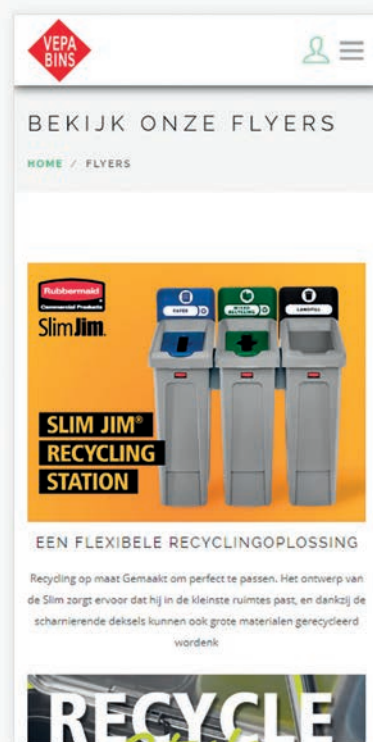 VEPA
BINS
BEKIJK ONZE FLYERS
HOME / FLYERS
Rubbermaid
Commercial Products
Slim Jim.
PAPER
MIXED RECYCLING
LANDFILL
SLIM JIM®
RECYCLING
STATION
EEN FLEXIBELE RECYCLINGOPLOSSING
Recycling op maat Gemaakt om perfect te passen. Het ontwerp van
de Slim zorgt ervoor dat hij in de kleinste ruimtes past, en dankzij de
scharnierende deksels kunnen ook grote materialen gerecycleerd
wordenk
RECYCLE